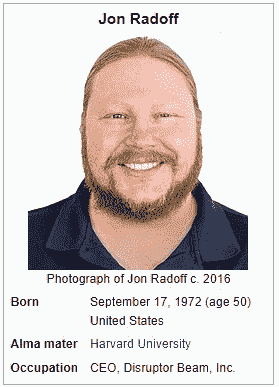 Jon Radoff
Photograph of Jon Radoff c. 2016
Born September 17, 1972 (age 50)
United States
Alma mater Harvard University
Occupation CEO, Disruptor Beam, Inc.